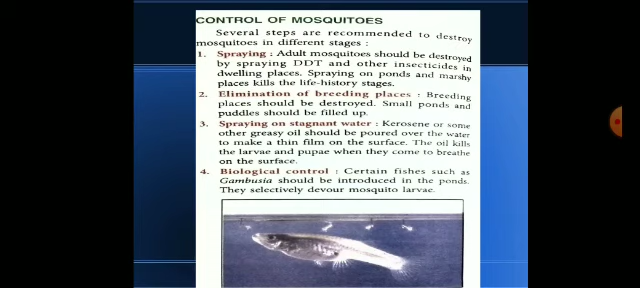 CONTROL OF MOSQUITOES
Several steps are recommended to destroy
mosquitoes in different stages :
1. Spraying : Adult mosquitoes should be destroyed
by spraying DDT and other insecticides in
dwelling places. Spraying on ponds and marshy
places kills the life-history stages.
2. Elimination of breeding places : Breeding
places should be destroyed. Small ponds and
puddles should be filled up.
3. Spraying on stagnant water : Kerosene or some
other greasy oil should be poured over the water
to make a thin film on the surface. The oil kills
the larvae and pupae when they come to breathe
on the surface.
4. Biological control : Certain fishes such as
Gambusia should be introduced in the ponds.
They selectively devour mosquito larvae.